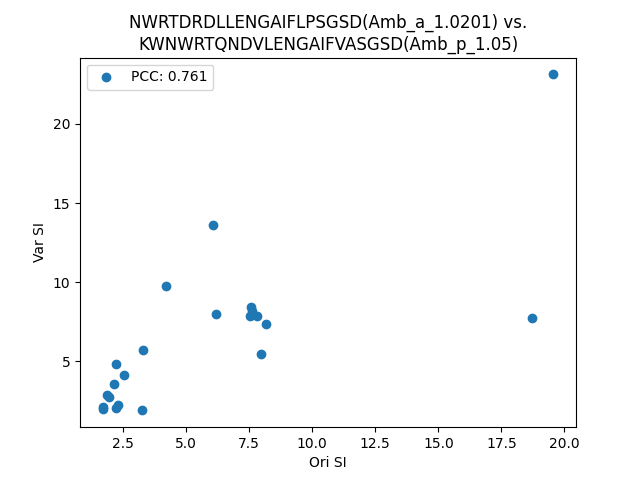 NWRTDRDLLENGAIFLPSGSD(Amb_a_1.0201) vs.
KWNWRTQNDVLENGAIFVASGSD(Amb_p_1.05)
PCC: 0.761
20
15
10
5
Var SI
2.5 5.0 7.5 10.0 12.5 15.0 17.5 20.0
Ori SI